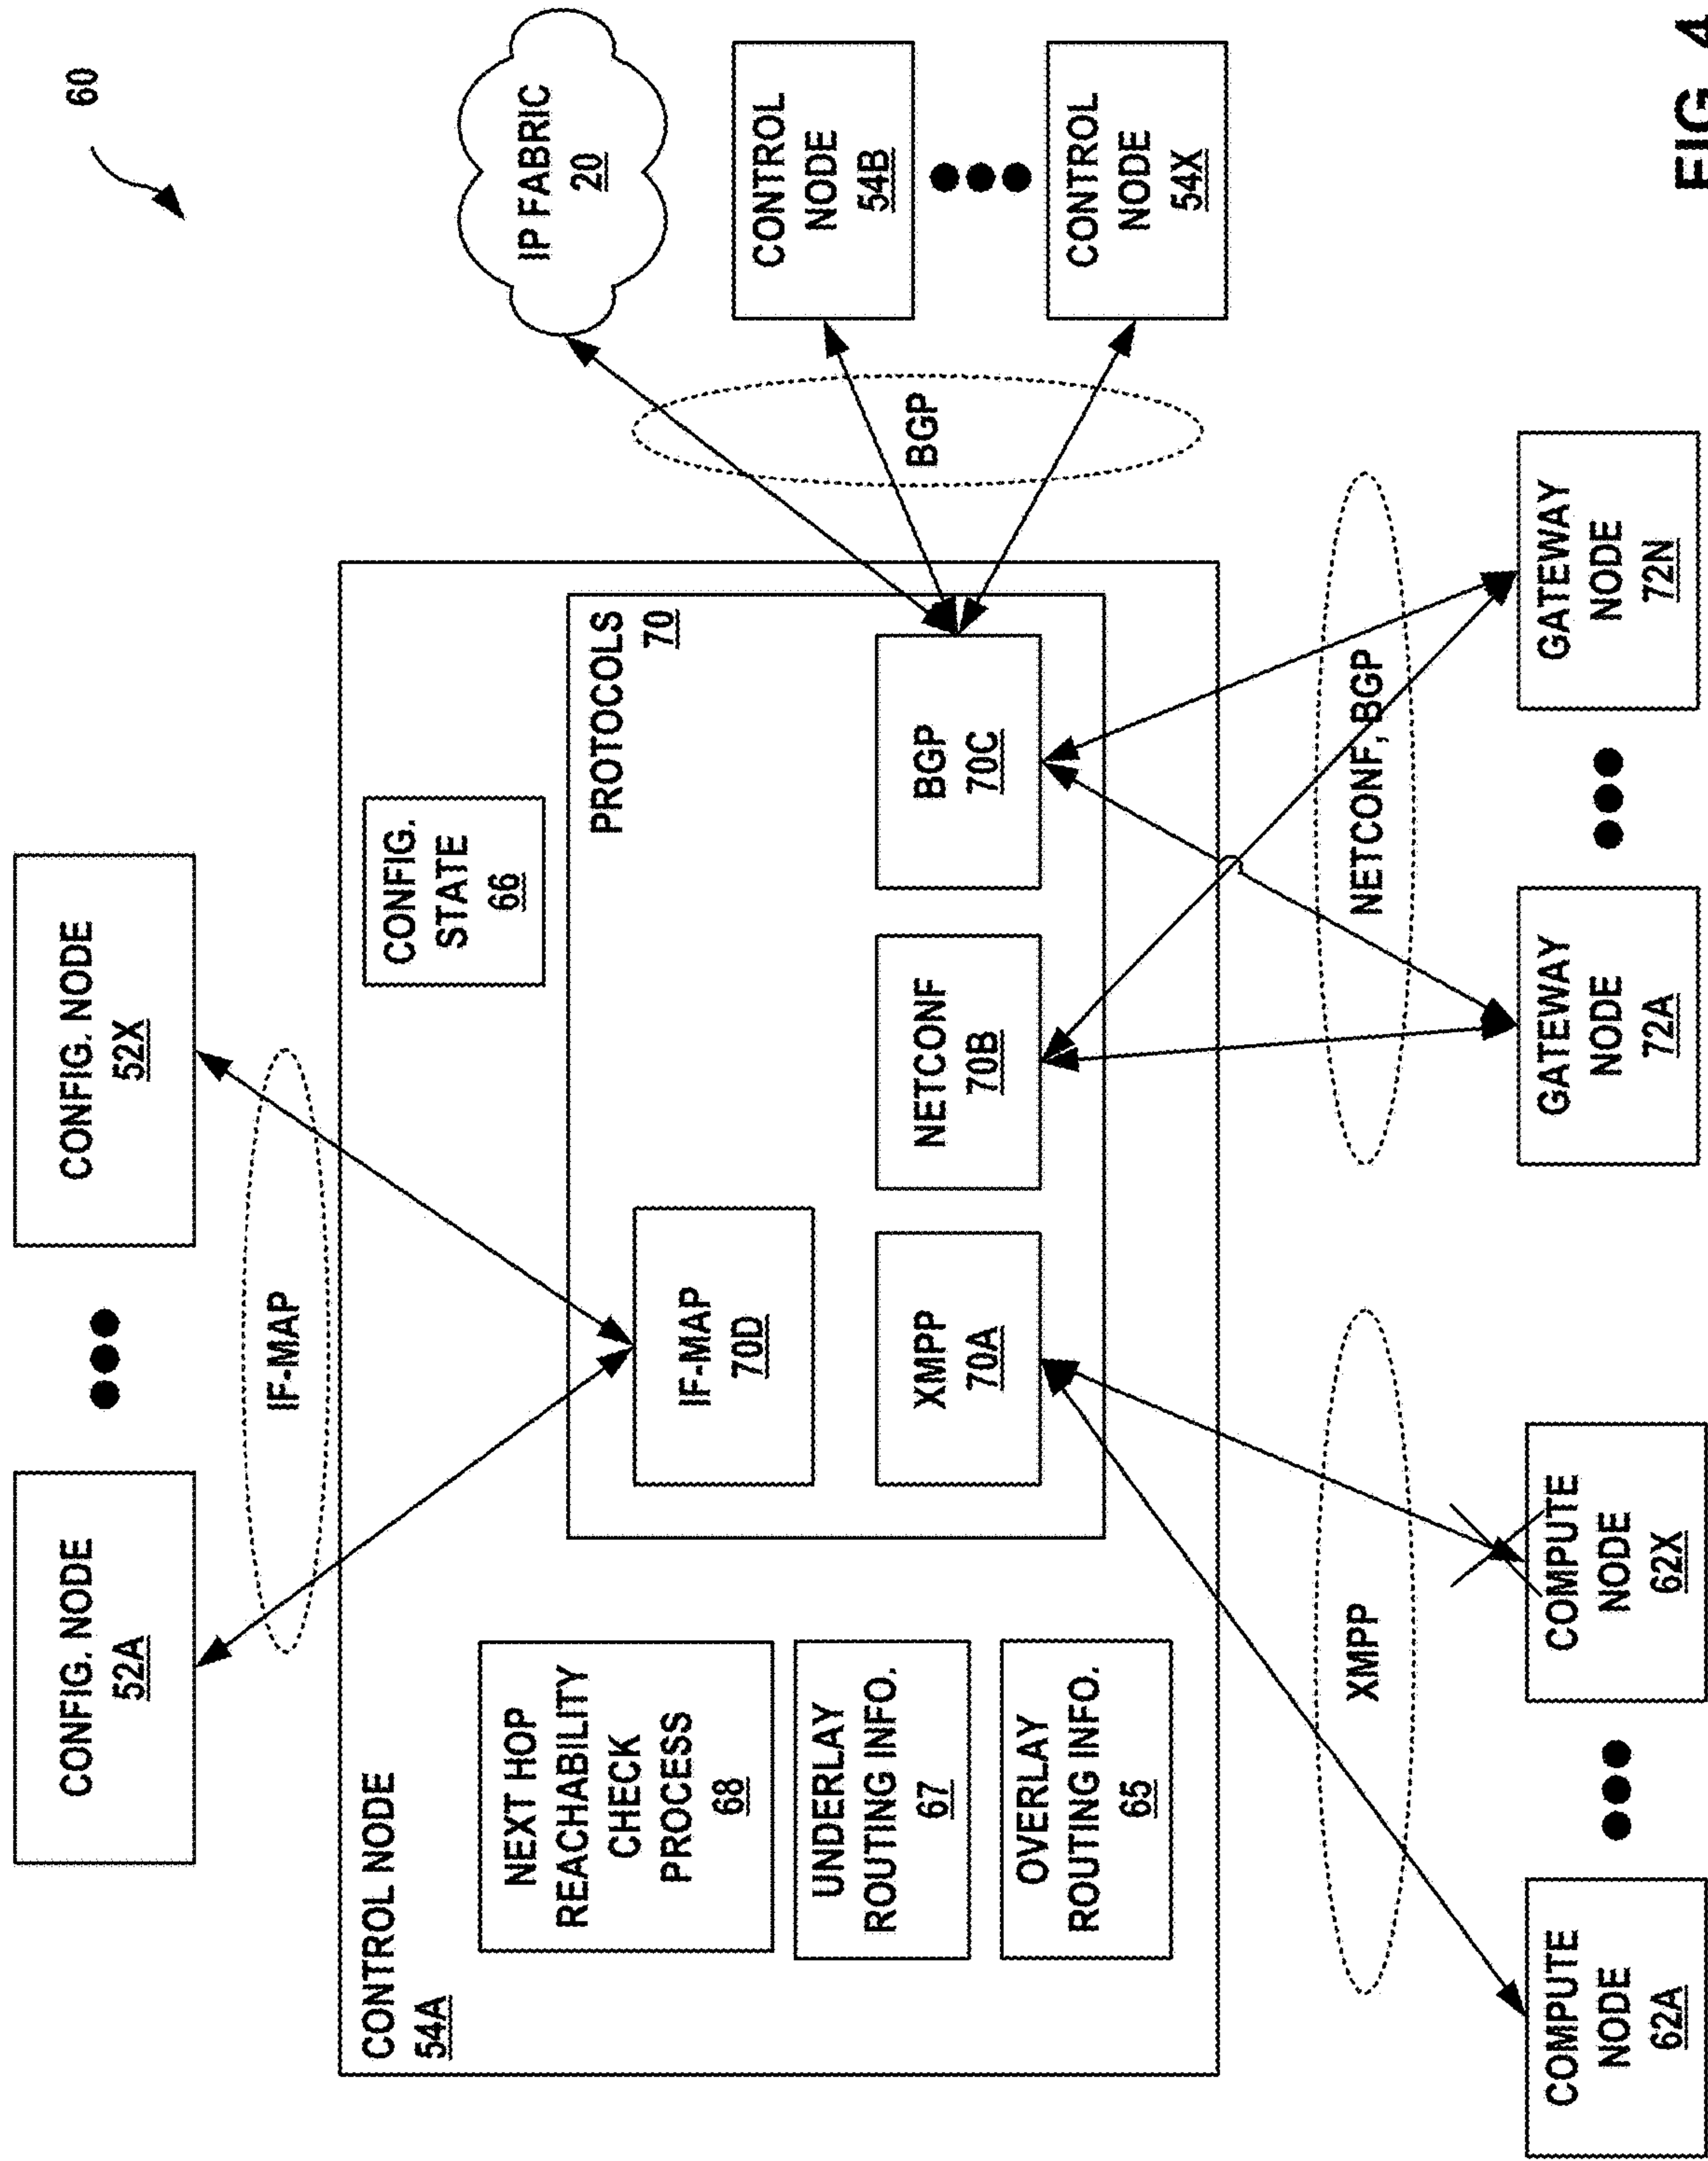 60
CONFIG. NODE
52A
CONFIG. NODE
52X
IF-MAP
CONTROL NODE
54A
CONFIG.
STATE
66
NEXT HOP
REACHABILITY
CHECK
PROCESS
68
UNDERLAY
ROUTING INFO.
67
OVERLAY
ROUTING INFO.
65
PROTOCOLS
70
IF-MAP
70D
XMPP
70A
NETCONF
70B
BGP
70C
IP FABRIC
20
BGP
CONTROL
NODE
54B
CONTROL
NODE
54X
XMPP
NETCONF, BGP
COMPUTE
NODE
62A
COMPUTE
NODE
62X
GATEWAY
NODE
72A
GATEWAY
NODE
72N
FIG. 4